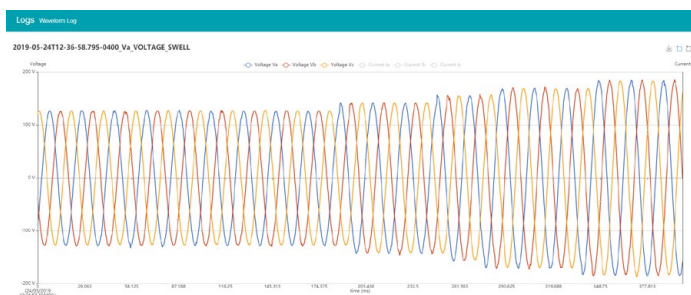 Logs Waveform Log
2019-05-24T12-36-58.795-0400_Va_VOLTAGE_SWELL
Voltage
Voltage Va Voltage Vb Voltage Vc Current Ia Current Ib Current Ic
Current
200 V
100 V
0 V
-100 V
-200 V
29.063 58.125 87.188 116.25 145.313 174.375 203.438 232.5 261.563 290.625 319.688 348.75 377.813
time (ms)